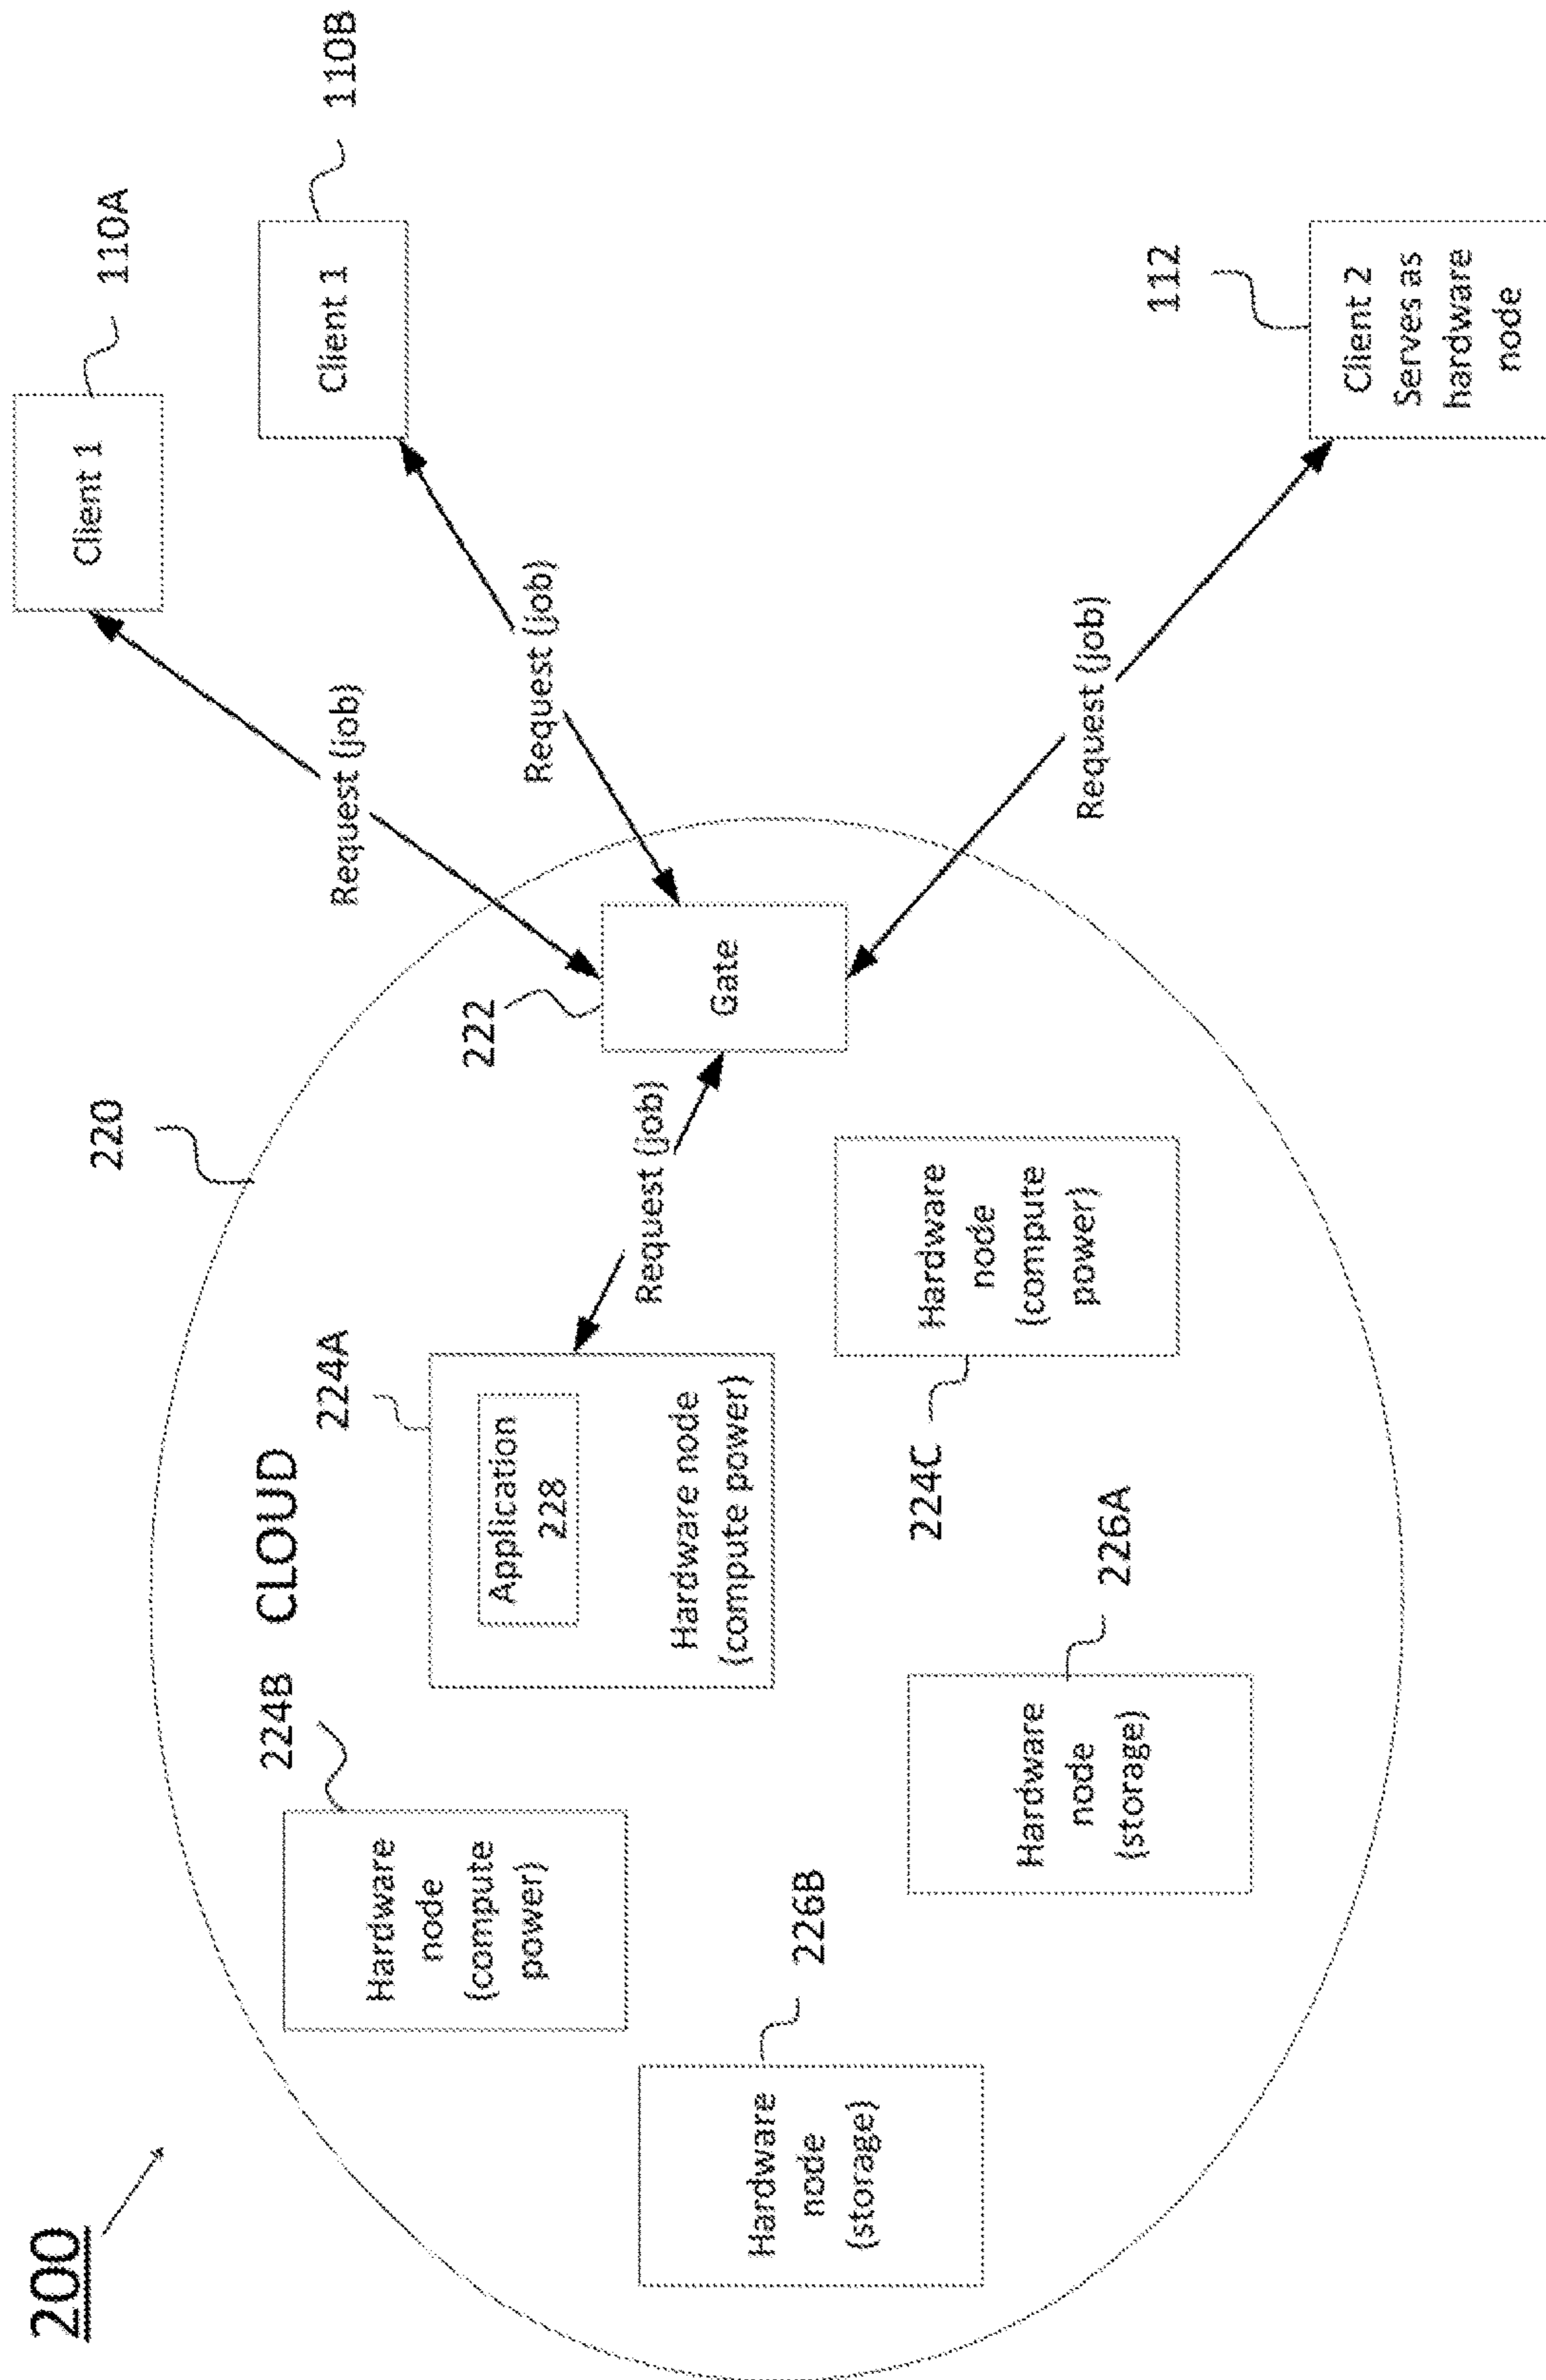 200
220
CLOUD
Client 1
110A
224B
224A
Hardware
node
(compute
power)
Application
228
Hardware node
(compute power)
222
Request (job)
Client 1
110B
Request (job)
Request (job)
Gate
Hardware
node
(storage)
226B
224C
Hardware
node
(compute
power)
Hardware
node
(storage)
226A
Request (job)
112
Client 2
Serves as
hardware
node